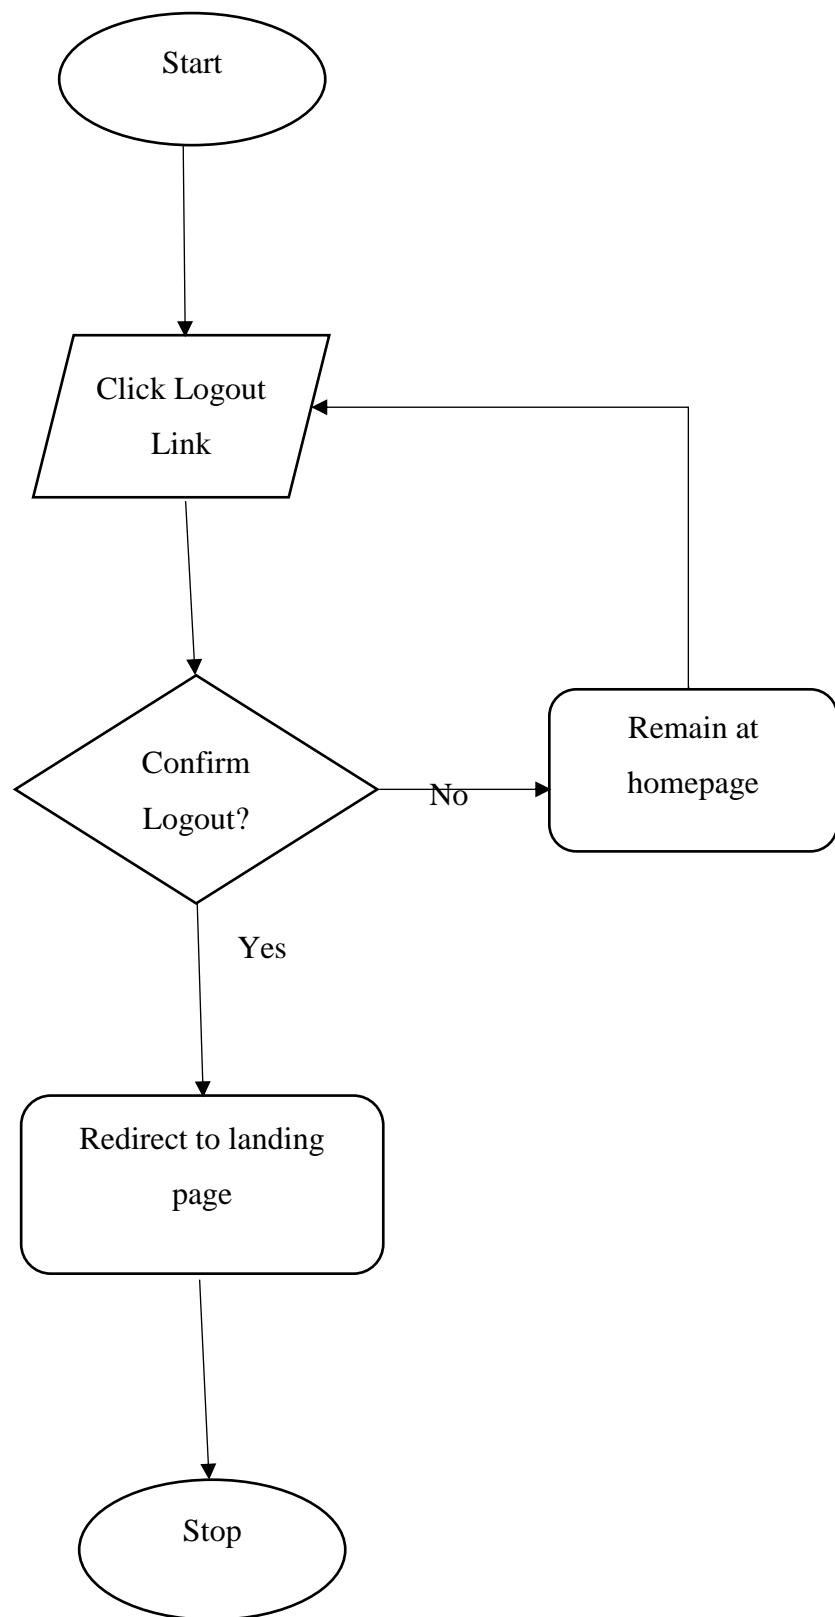 Start
Click Logout
Link
Confirm
Logout?
No
Remain at
homepage
Yes
Redirect to landing
page
Stop